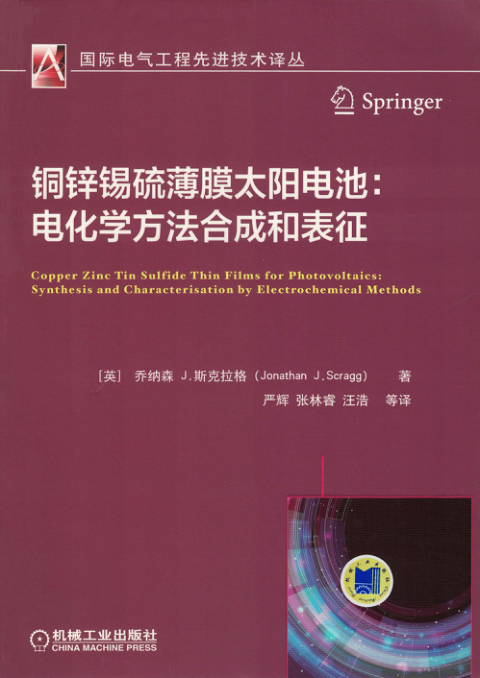 国际电气工程先进技术译丛
Springer
铜锌锡硫薄膜太阳电池：
电化学方法合成和表征
Copper Zinc Tin Sulfide Thin Films for Photovoltaics:
Synthesis and Characterisation by Electrochemical Methods
［英］ 乔纳森 J.斯克拉格（Jonathan J.Scragg） 著
严辉 张林睿 汪浩 等译
机械工业出版社
CHINA MACHINE PRESS